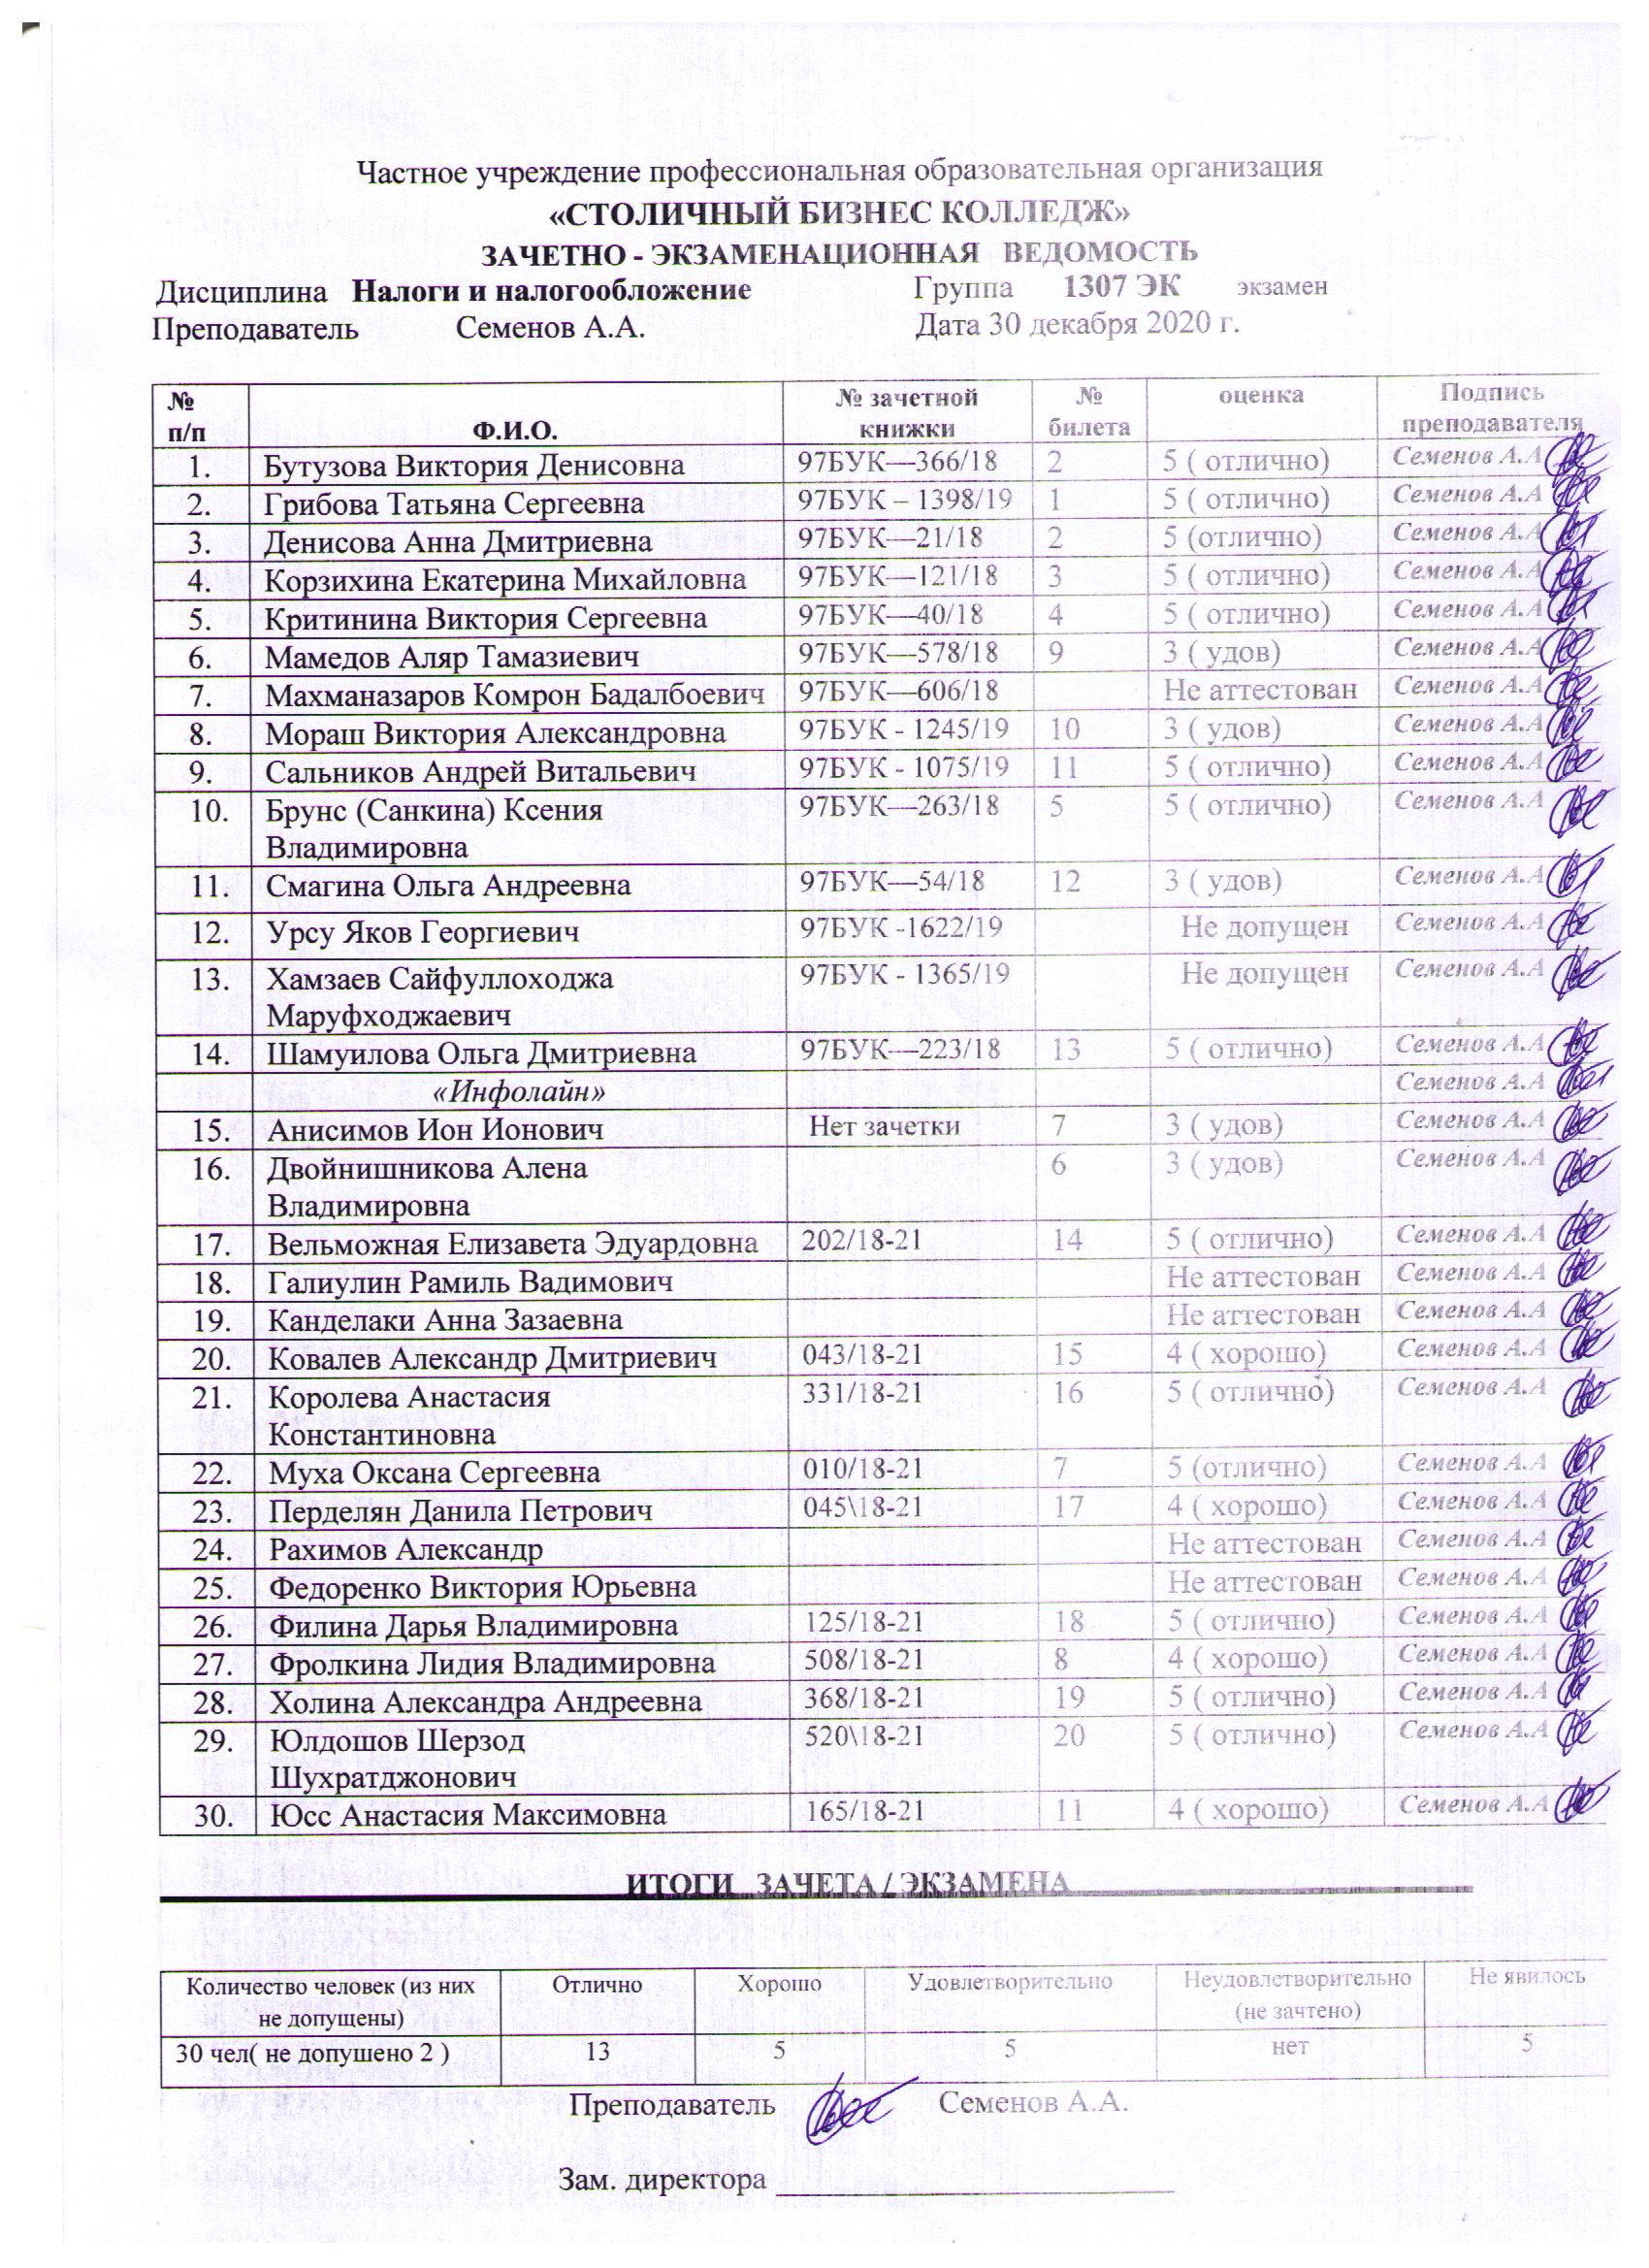 Частное учреждение профессиональная образовательная организация
«СТОЛИЧНЫЙ БИЗНЕС КОЛЛЕДЖ»
ЗАЧЕТНО - ЭКЗАМЕНАЦИОННАЯ ВЕДОМОСТЬ
Дисциплина Налоги и налогообложение Группа 1307 ЭК экзамен
Преподаватель Семенов А.А. Дата 30 декабря 2020 г.
№ п/п Ф.И.О. № зачетной книжки № билета оценка Подпись преподавателя
1. Бутузова Виктория Денисовна 97БУК—366/18 2 5 ( отлично) Семенов А.А
2. Грибова Татьяна Сергеевна 97БУК – 1398/19 1 5 ( отлично) Семенов А.А
3. Денисова Анна Дмитриевна 97БУК—21/18 2 5 (отлично) Семенов А.А
4. Корзихина Екатерина Михайловна 97БУК—121/18 3 5 ( отлично) Семенов А.А
5. Критинина Виктория Сергеевна 97БУК—40/18 4 5 ( отлично) Семенов А.А
6. Мамедов Аляр Тамазиевич 97БУК—578/18 9 3 ( удов) Семенов А.А
7. Махманазаров Комрон Бадалбоевич 97БУК—606/18 Не аттестован Семенов А.А
8. Мораш Виктория Александровна 97БУК - 1245/19 10 3 ( удов) Семенов А.А
9. Сальников Андрей Витальевич 97БУК - 1075/19 11 5 ( отлично) Семенов А.А
10. Брунс (Санкина) Ксения 97БУК—263/18 5 5 ( отлично) Семенов А.А
Владимировна
11. Смагина Ольга Андреевна 97БУК—54/18 12 3 ( удов) Семенов А.А
12. Урсу Яков Георгиевич 97БУК -1622/19 Не допущен Семенов А.А
13. Хамзаев Сайфуллоходжа 97БУК - 1365/19 Не допущен Семенов А.А
Маруфходжаевич
14. Шамуилова Ольга Дмитриевна 97БУК—223/18 13 5 ( отлично) Семенов А.А
«Инфолайн» Семенов А.А
15. Анисимов Ион Ионович Нет зачетки 7 3 ( удов) Семенов А.А
16. Двойнишникова Алена 6 3 ( удов) Семенов А.А
Владимировна
17. Вельможная Елизавета Эдуардовна 202/18-21 14 5 ( отлично) Семенов А.А
18. Галиулин Рамиль Вадимович Не аттестован Семенов А.А
19. Канделаки Анна Зазаевна Не аттестован Семенов А.А
20. Ковалев Александр Дмитриевич 043/18-21 15 4 ( хорошо) Семенов А.А
21. Королева Анастасия 331/18-21 16 5 ( отлично) Семенов А.А
Константиновна
22. Муха Оксана Сергеевна 010/18-21 7 5 (отлично) Семенов А.А
23. Перделян Данила Петрович 045\18-21 17 4 ( хорошо) Семенов А.А
24. Рахимов Александр Не аттестован Семенов А.А
25. Федоренко Виктория Юрьевна Не аттестован Семенов А.А
26. Филина Дарья Владимировна 125/18-21 18 5 ( отлично) Семенов А.А
27. Фролкина Лидия Владимировна 508/18-21 8 4 ( хорошо) Семенов А.А
28. Холина Александра Андреевна 368/18-21 19 5 ( отлично) Семенов А.А
29. Юлдошов Шерзод 520\18-21 20 5 ( отлично) Семенов А.А
Шухратджонович
30. Юсс Анастасия Максимовна 165/18-21 11 4 ( хорошо) Семенов А.А
ИТОГИ ЗАЧЕТА / ЭКЗАМЕНА
Количество человек (из них Отлично Хорошо Удовлетворительно Неудовлетворительно Не явилось
не допущены) (не зачтено)
30 чел( не допушено 2 ) 13 5 5 нет 5
Преподаватель Семенов А.А.
Зам. директора